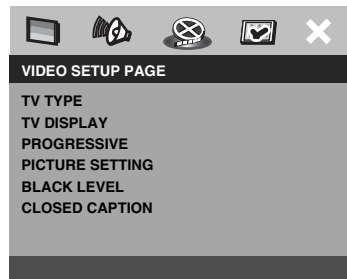 VIDEO SETUP PAGE
TV TYPE
TV DISPLAY
PROGRESSIVE
PICTURE SETTING
BLACK LEVEL
CLOSED CAPTION